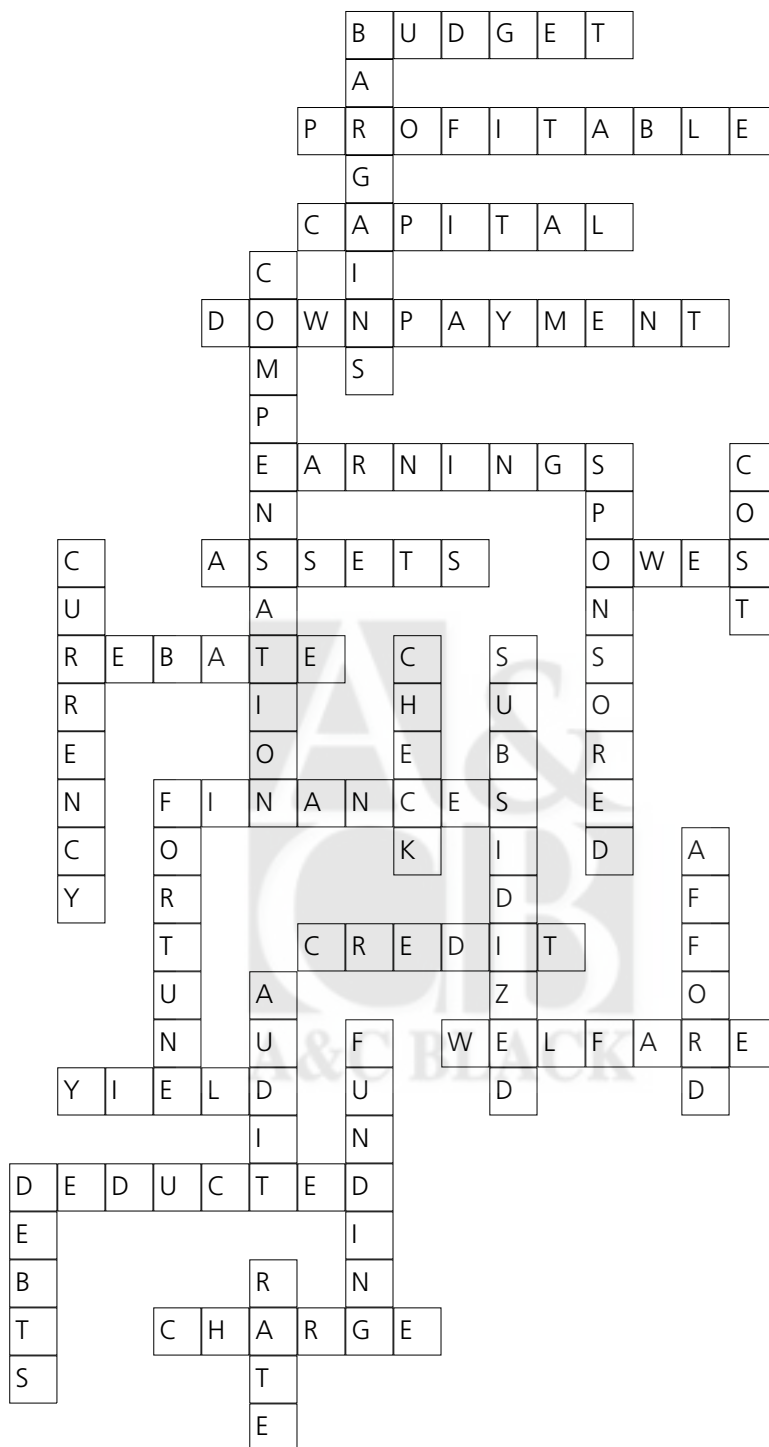 BUDGET
BARGAINS
PROFITABLE
CAPITAL
COMPENSATION
DOWNPAYMENT
EARNINGS
SPONSORED
COST
CURRENCY
ASSETS
OWES
REBATE
CHECK
SUBSIDIZED
FINANCES
FORTUNE
AFFORD
CREDIT
AUDIT
FUNDING
WELFARE
YIELD
DEDUCTED
DEBTS
RATE
CHARGE
A&
CB
A&C BLACK